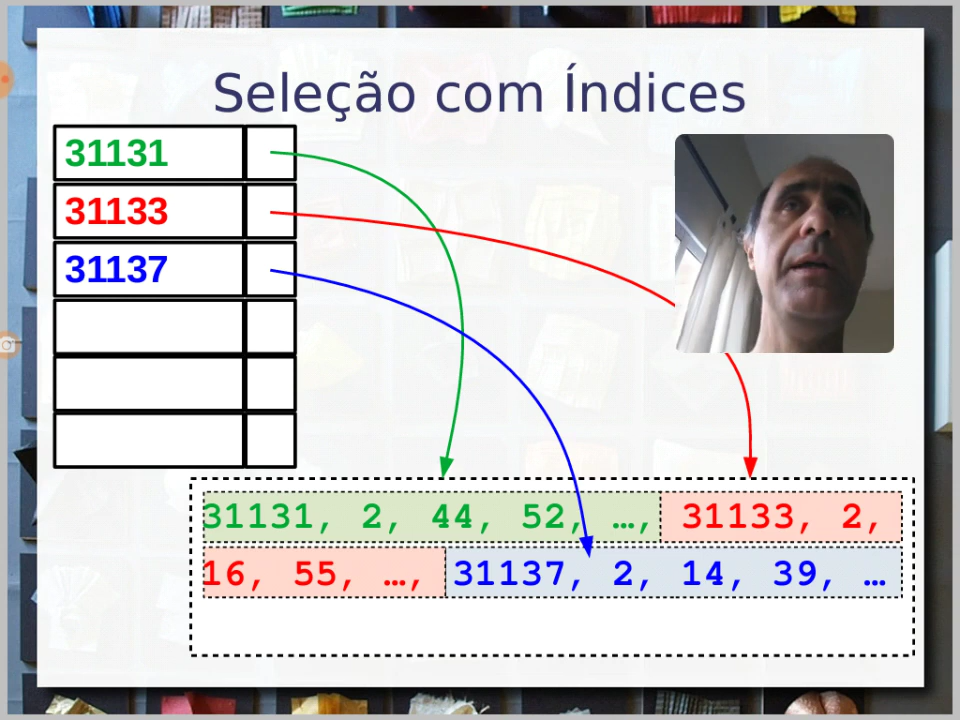 Seleção com Índices
31131
31133
31137
31131, 2, 44, 52, …, 31133, 2,
16, 55, …, 31137, 2, 14, 39, …